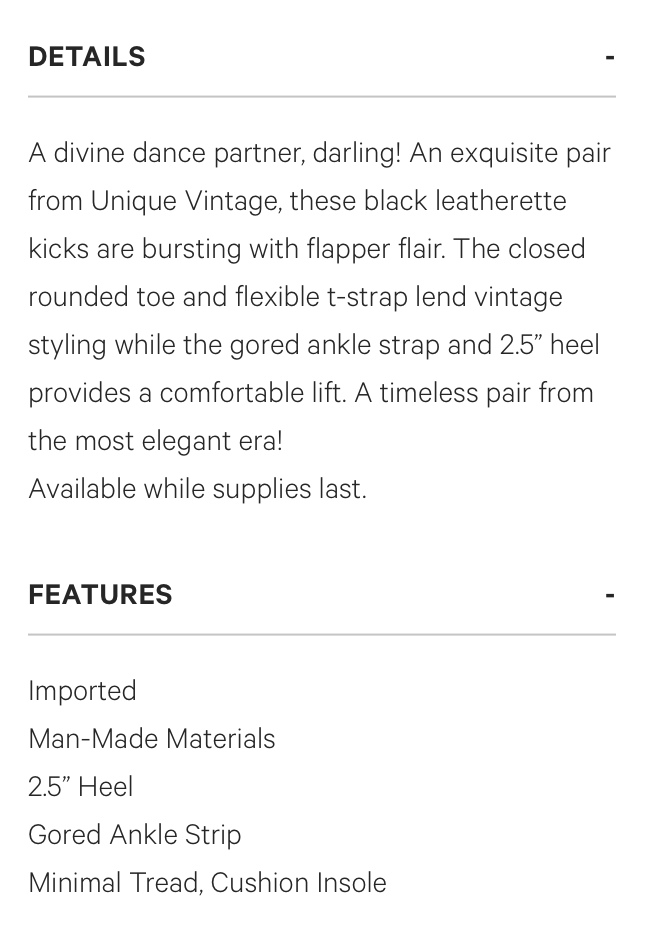 DETAILS -
A divine dance partner, darling! An exquisite pair
from Unique Vintage, these black leatherette
kicks are bursting with flapper flair. The closed
rounded toe and flexible t-strap lend vintage
styling while the gored ankle strap and 2.5” heel
provides a comfortable lift. A timeless pair from
the most elegant era!
Available while supplies last.
FEATURES -
Imported
Man-Made Materials
2.5” Heel
Gored Ankle Strip
Minimal Tread, Cushion Insole